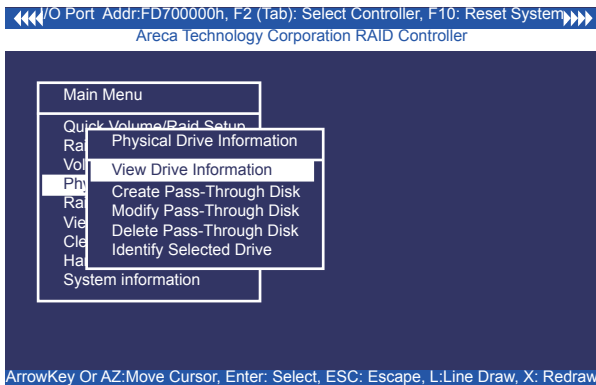 /O Port Addr:FD700000h, F2 (Tab): Select Controller, F10: Reset System
Areca Technology Corporation RAID Controller
Main Menu
Quick Volume/Raid Setup
Rai
Vol
Phy
Ra
Vie
Cle
Ha
System information
Physical Drive Information
View Drive Information
Create Pass-Through Disk
Modify Pass-Through Disk
Delete Pass-Through Disk
Identify Selected Drive
ArrowKey Or AZ:Move Cursor, Enter: Select, ESC: Escape, L:Line Draw, X: Redraw